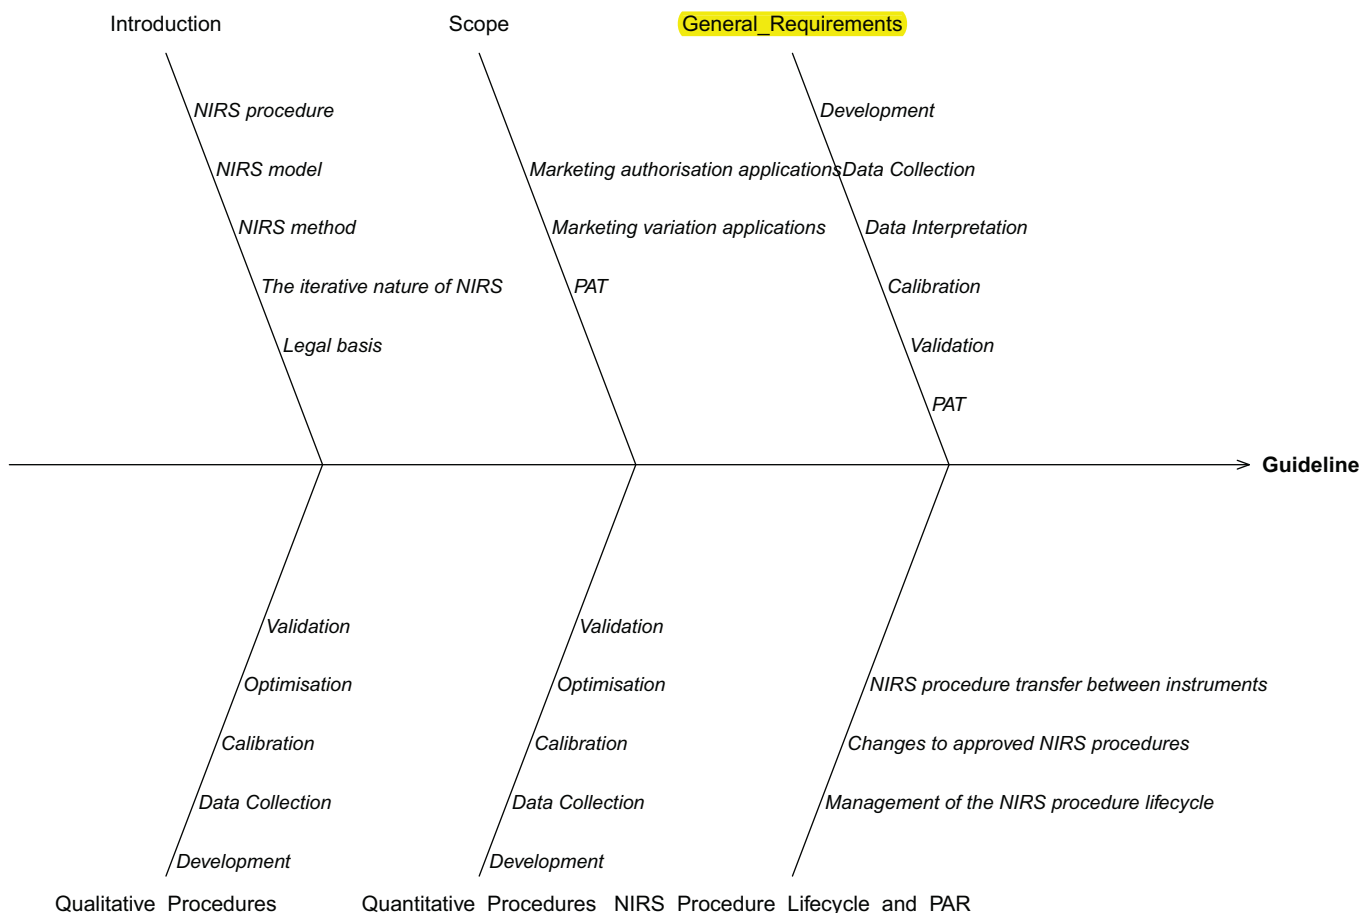 Introduction
Scope
General_Requirements
NIRS procedure
NIRS model
NIRS method
The iterative nature of NIRS
Legal basis
Marketing authorisation applications
Marketing variation applications
PAT
Development
Data Collection
Data Interpretation
Calibration
Validation
PAT
Guideline
Validation
Optimisation
Calibration
Data Collection
Development
Qualitative Procedures
Validation
Optimisation
Calibration
Data Collection
Development
Quantitative Procedures
NIRS procedure transfer between instruments
Changes to approved NIRS procedures
Management of the NIRS procedure lifecycle
NIRS Procedure Lifecycle and PAR